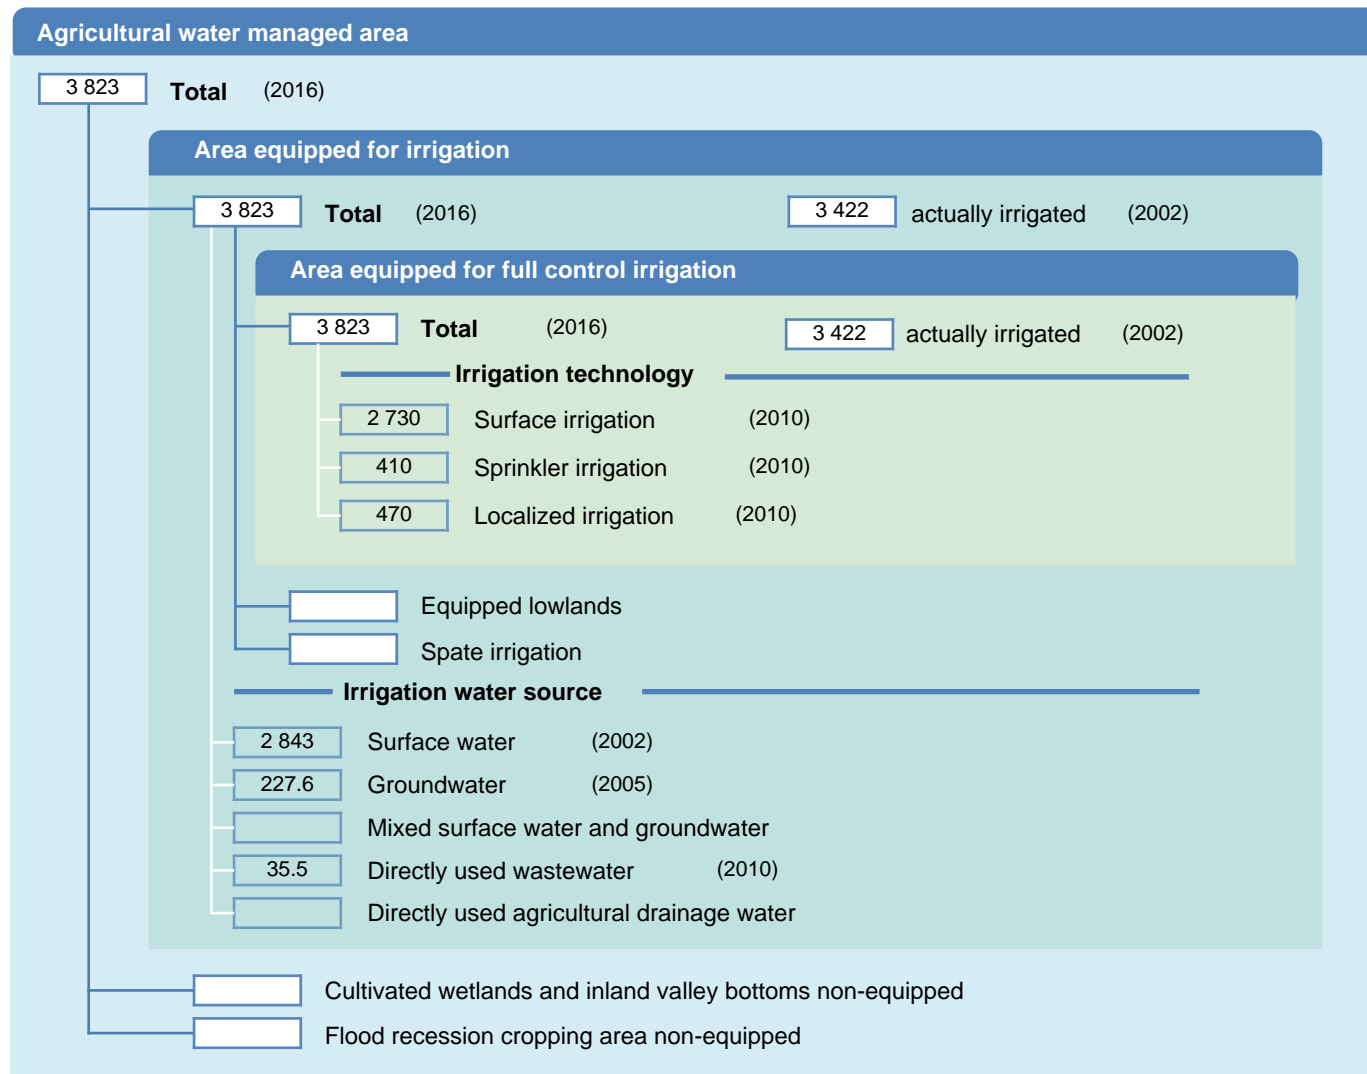 Agricultural water managed area
3 823 Total (2016)
Area equipped for irrigation
3 823 Total (2016) 3 422 actually irrigated (2002)
Area equipped for full control irrigation
3 823 Total (2016) 3 422 actually irrigated (2002)
Irrigation technology
2 730 Surface irrigation (2010)
410 Sprinkler irrigation (2010)
470 Localized irrigation (2010)
Equipped lowlands
Spate irrigation
Irrigation water source
2 843 Surface water (2002)
227.6 Groundwater (2005)
Mixed surface water and groundwater
35.5 Directly used wastewater (2010)
Directly used agricultural drainage water
Cultivated wetlands and inland valley bottoms non-equipped
Flood recession cropping area non-equipped